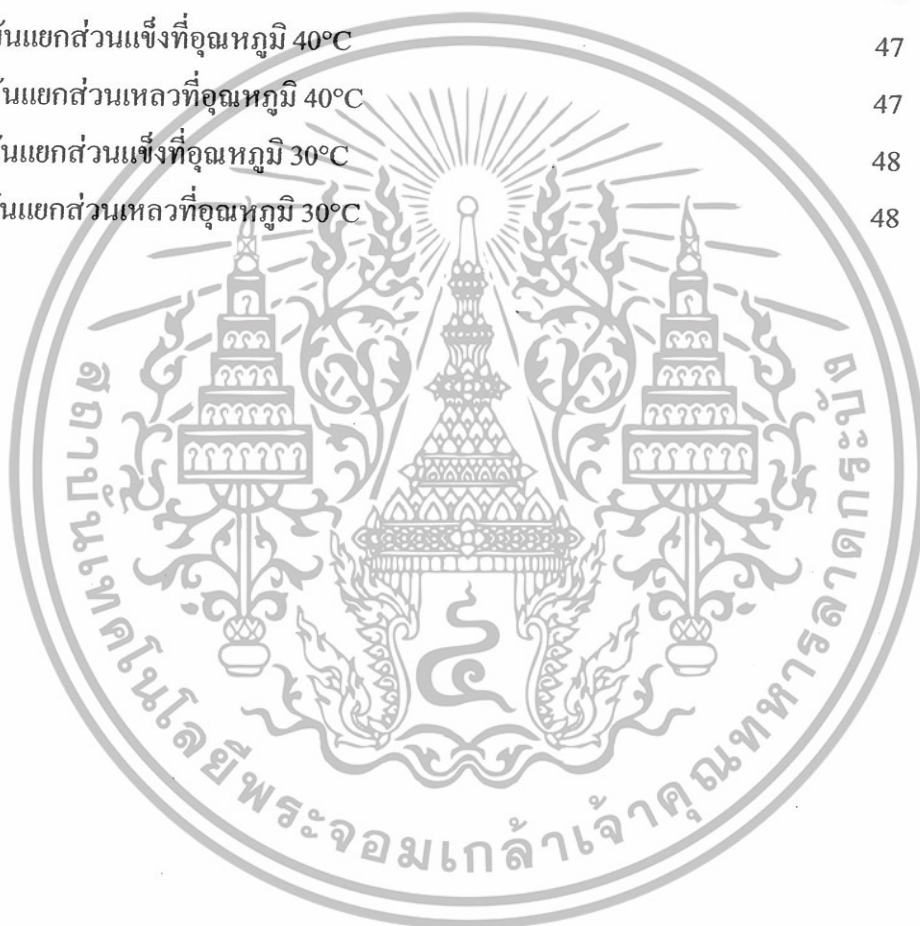 ันแยกส่วนแข็งที่อุณหภูมิ 40°C 47
ันแยกส่วนเหลวที่อุณหภูมิ 40°C 47
ันแยกส่วนแข็งที่อุณหภูมิ 30°C 48
นแยกส่วนเหลวที่อุณหภูมิ 30°C 48
สถาบันเทคโนโลยีพระจอมเกล้าเจ้าคุณทหารลาดกระบัง
๔